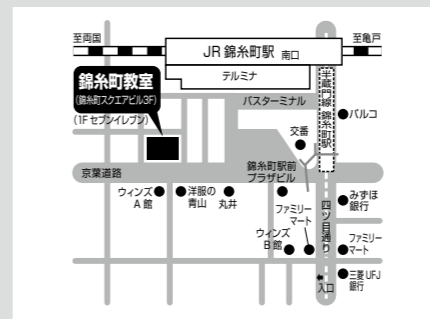 至両国
JR 錦糸町駅 南口
至亀戸
テルミナ
錦糸町教室
(錦糸町スクエアビル3F)
(1F セブンイレブン)
バスターミナル
半蔵門線 錦糸町駅
パルコ
交番
京葉道路
錦糸町駅前
プラザビル
ウィンズ
A 館
洋服の
青山
丸井
ファミリー
マート
ウィンズ
B 館
四ツ目通り
みずほ
銀行
ファミリー
マート
入口
三菱 UFJ
銀行